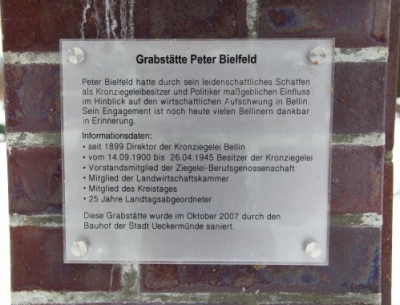 Grabstätte Peter Bielfeld
Peter Bielfeld hatte durch sein leidenschaftliches Schaffen
als Kronziegeleibesitzer und Politiker maßgeblichen Einfluss
im Hinblick auf den wirtschaftlichen Aufschwung in Bellin.
Sein Engagement ist noch heute vielen Bellinern dankbar
in Erinnerung.
Informationsdaten:
• seit 1899 Direktor der Kronziegelei Bellin
• vom 14.09.1900 bis 26.04.1945 Besitzer der Kronziegelei
• Vorstandsmitglied der Ziegelei-Berufsgenossenschaft
• Mitglied der Landwirtschaftskammer
• Mitglied des Kreistages
• 25 Jahre Landtagsabgeordneter
Diese Grabstätte wurde im Oktober 2007 durch den
Bauhof der Stadt Ueckermünde saniert.